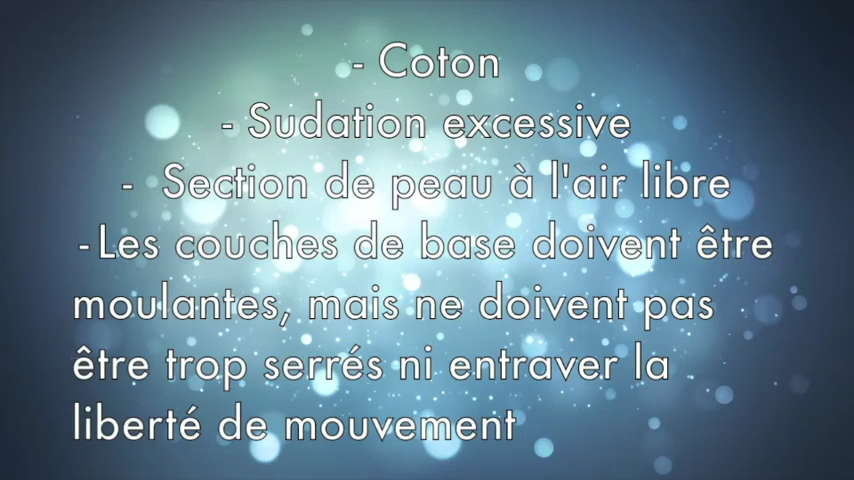 - Coton
- Sudation excessive
- Section de peau à l'air libre
- Les couches de base doivent être
moulantes, mais ne doivent pas
être trop serrés ni entraver la
liberté de mouvement